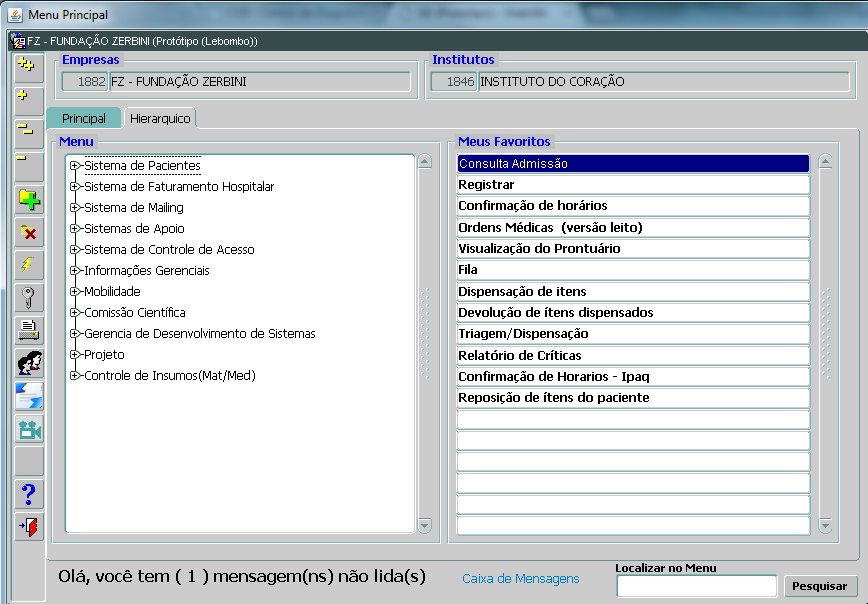 Menu Principal
FZ - FUNDAÇÃO ZERBINI (Protótipo (Lebombo))
Empresas
1882 FZ - FUNDAÇÃO ZERBINI
Institutos
1846 INSTITUTO DO CORAÇÃO
Principal
Hierarquico
Menu
Sistema de Pacientes
Sistema de Faturamento Hospitalar
Sistema de Mailing
Sistemas de Apoio
Sistema de Controle de Acesso
Informações Gerenciais
Mobilidade
Comissão Científica
Gerencia de Desenvolvimento de Sistemas
Projeto
Controle de Insumos(Mat/Med)
Meus Favoritos
Consulta Admissão
Registrar
Confirmação de horários
Ordens Médicas  (versão leito)
Visualização do Prontuário
Fila
Dispensação de itens
Devolução de ítens dispensados
Triagem/Dispensação
Relatório de Críticas
Confirmação de Horarios - Ipaq
Reposição de ítens do paciente
Olá, você tem ( 1 ) mensagem(ns) não lida(s)
Caixa de Mensagens
Localizar no Menu
Pesquisar